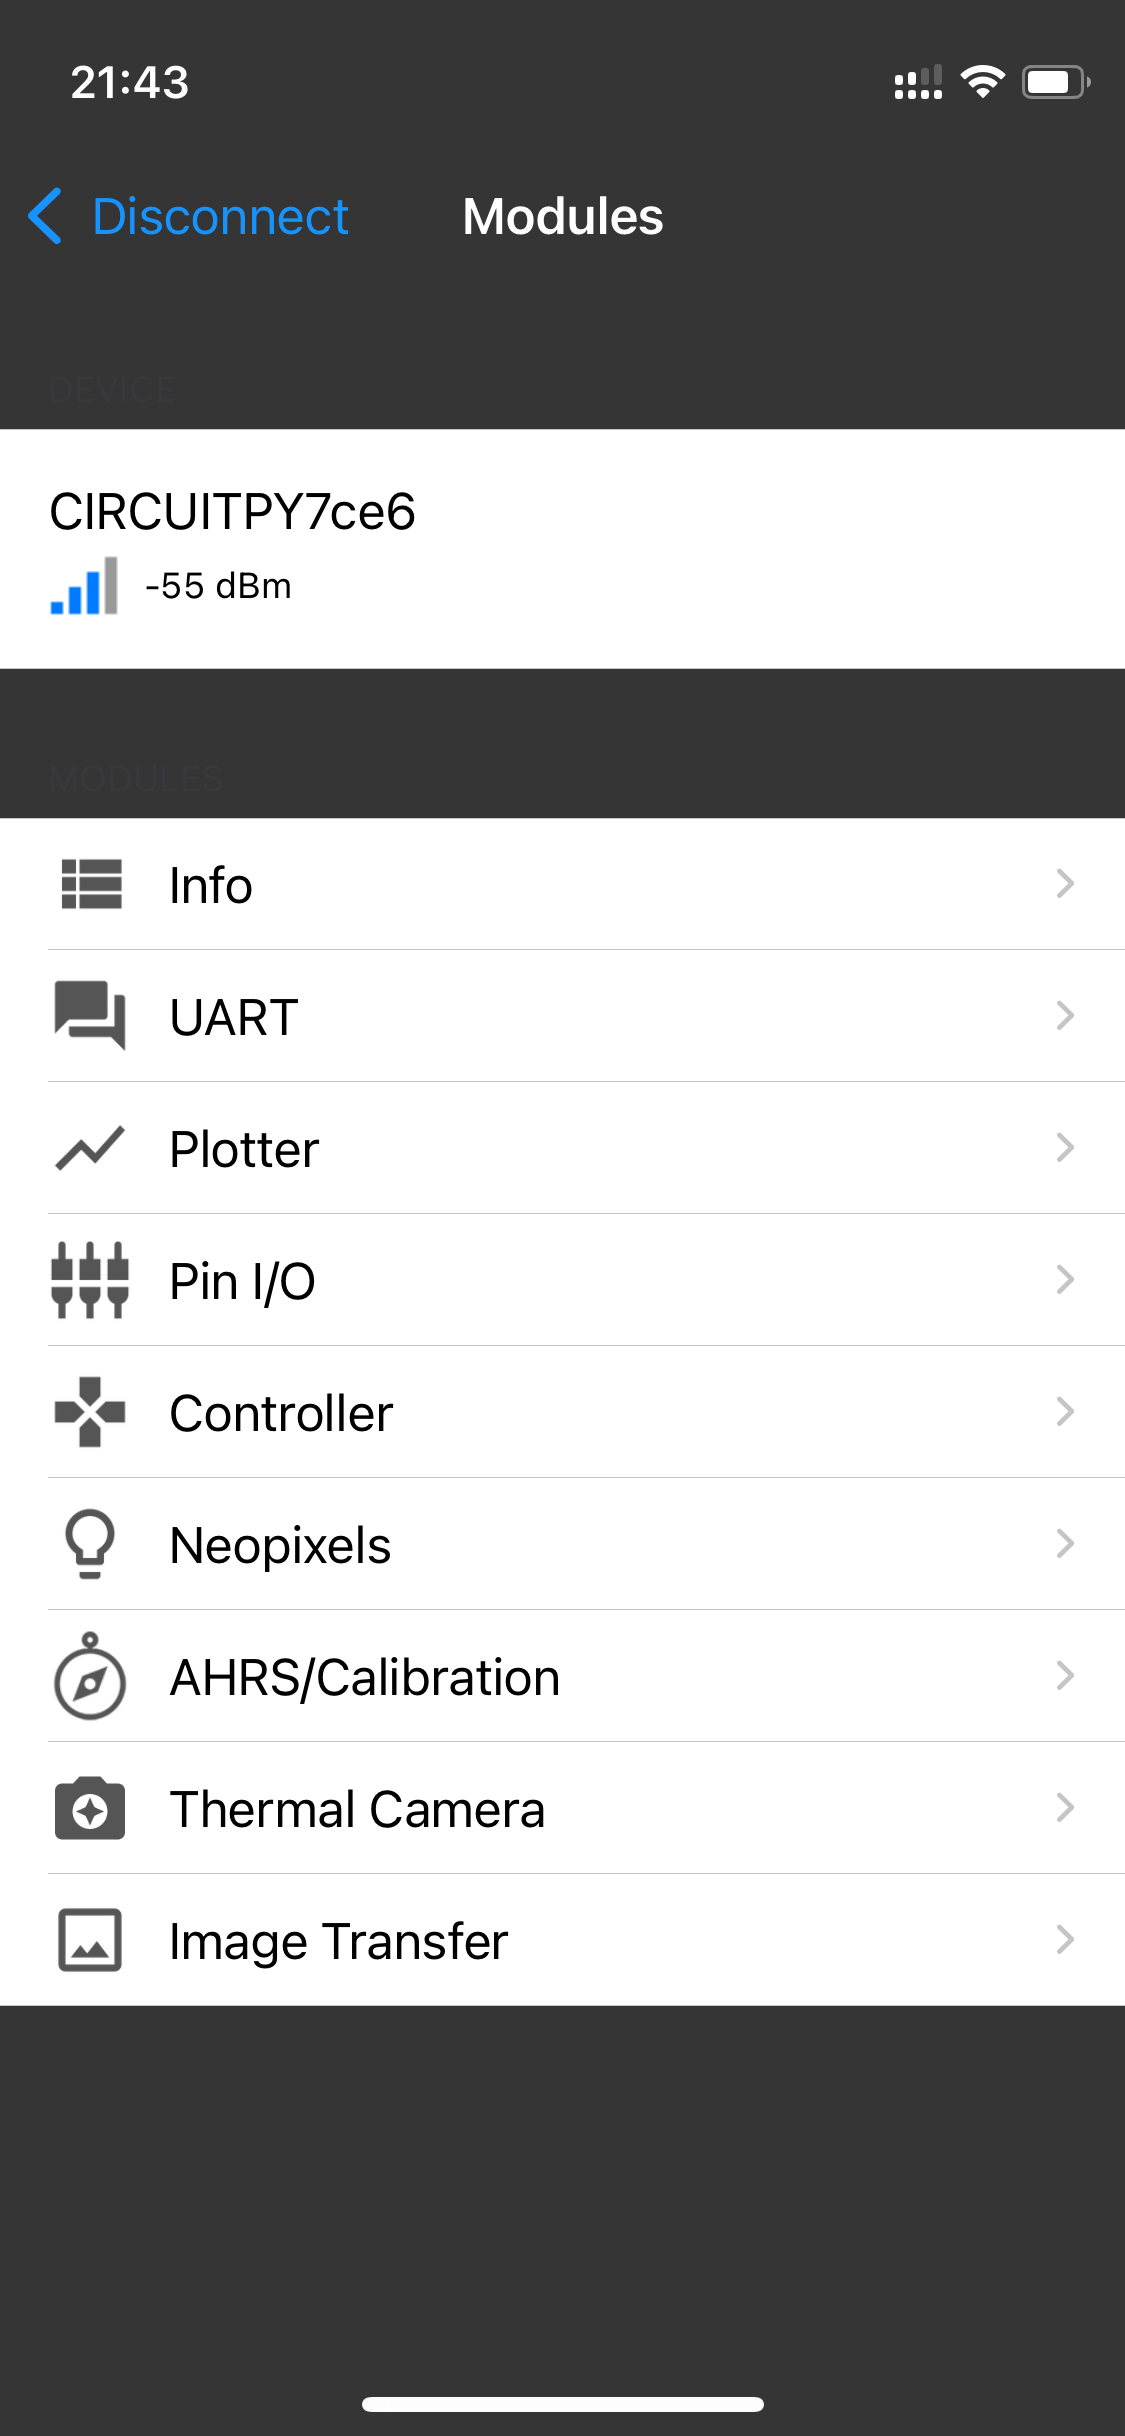 21:43
Disconnect
Modules
DEVICE
CIRCUITPY7ce6
-55 dBm
MODULES
Info
UART
Plotter
Pin I/O
Controller
Neopixels
AHRS/Calibration
Thermal Camera
Image Transfer